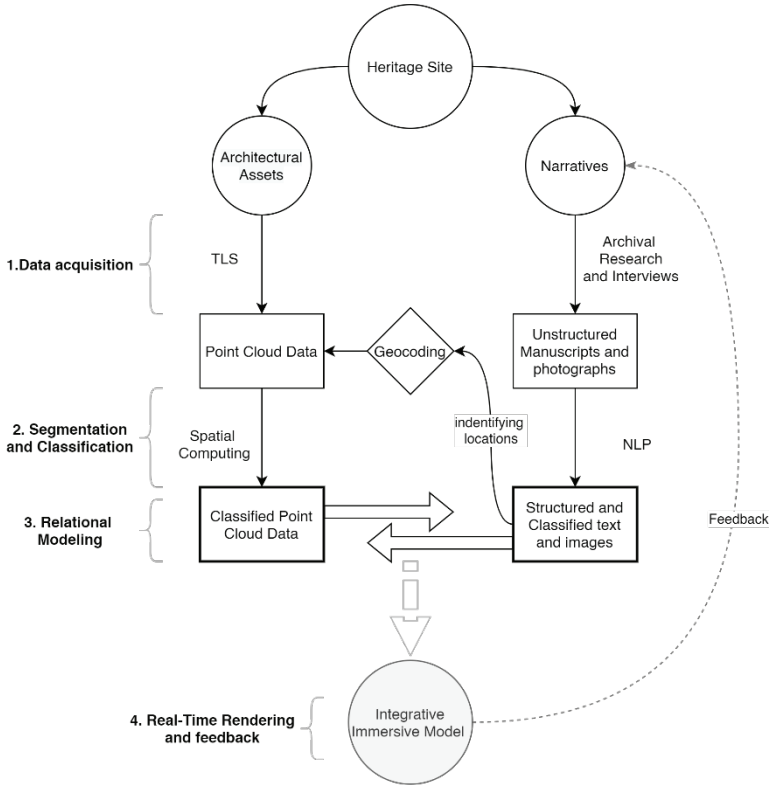 Heritage Site
Architectural
Assets
Narratives
1.Data acquisition
TLS
Archival
Research
and Interviews
Point Cloud Data
Geocoding
Unstructured
Manuscripts and
photographs
2. Segmentation
and Classification
Spatial
Computing
indentifying
locations
NLP
3. Relational
Modeling
Classified Point
Cloud Data
Structured and
Classified text
and images
Feedback
4. Real-Time Rendering
and feedback
Integrative
Immersive Model